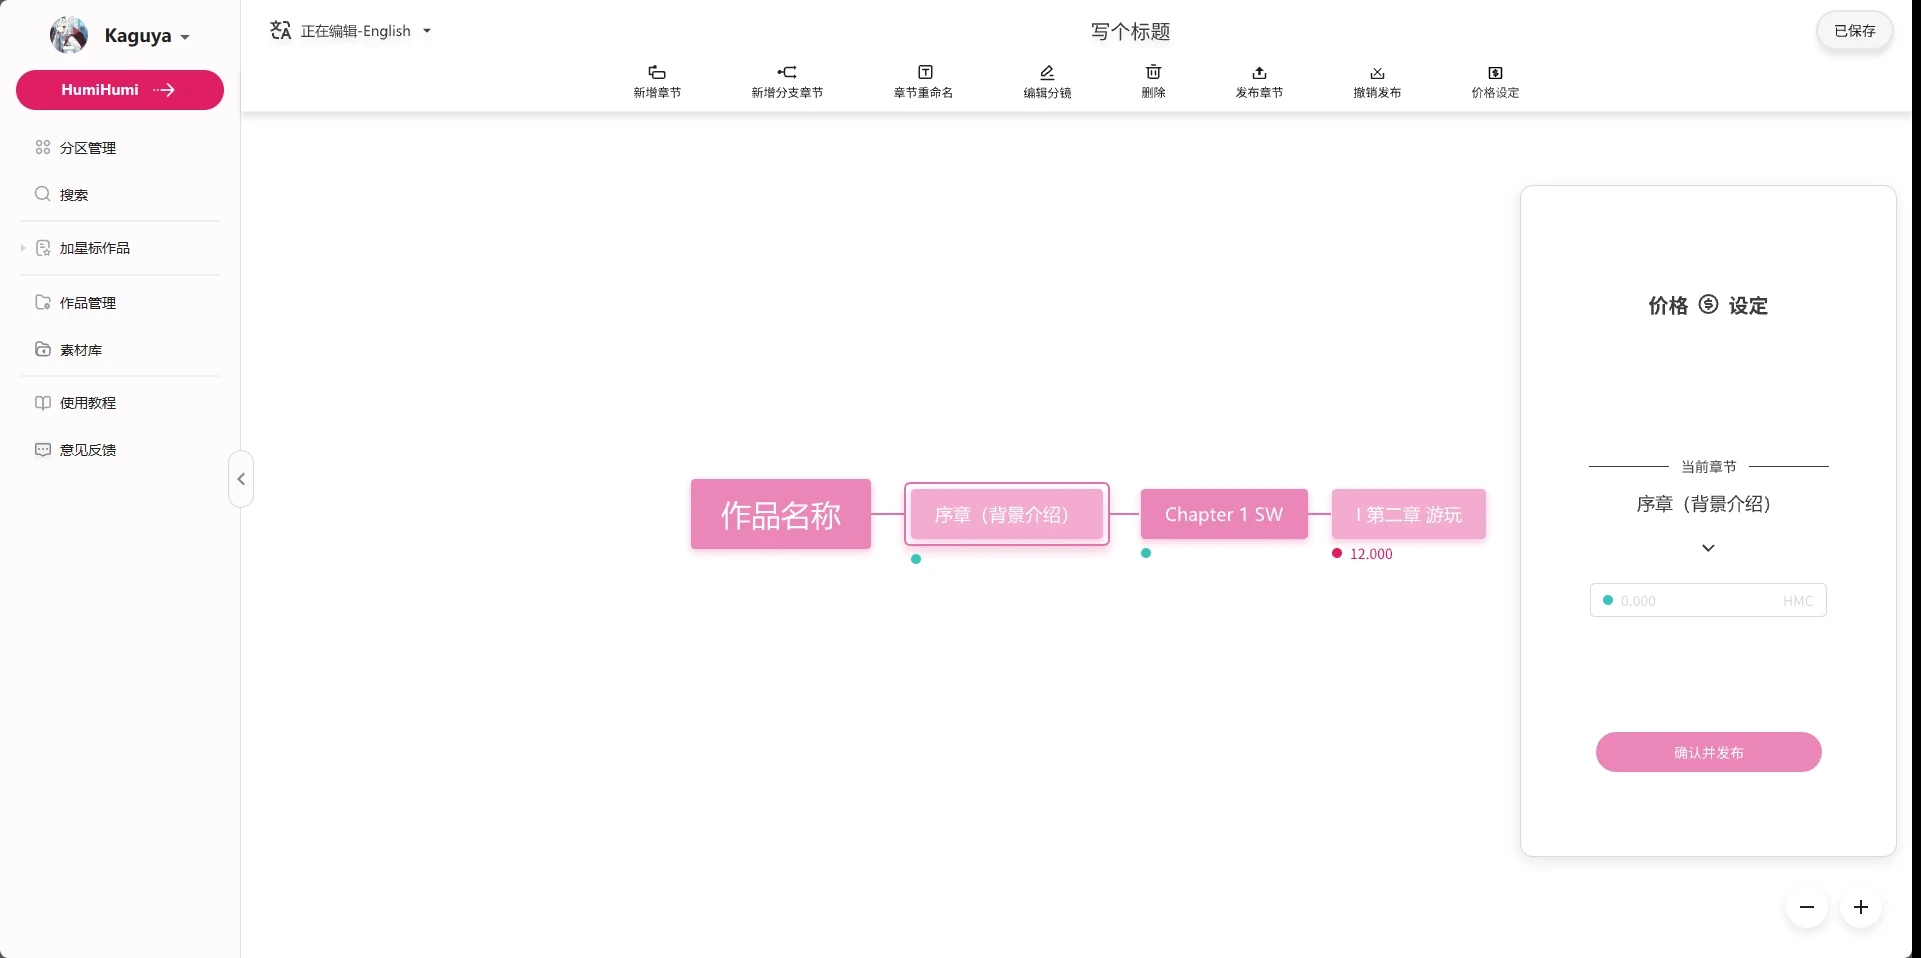 Kaguya
HumiHumi
分区管理
搜索
加星标作品
作品管理
素材库
使用教程
意见反馈
正在编辑-English
写个标题
已保存
新增章节
新增分支章节
章节重命名
编辑分镜
删除
发布章节
撤销发布
价格设定
作品名称
序章（背景介绍）
Chapter 1 SW
I 第二章 游玩
12.000
价格 设定
当前章节
序章（背景介绍）
0.000 HMC
确认并发布